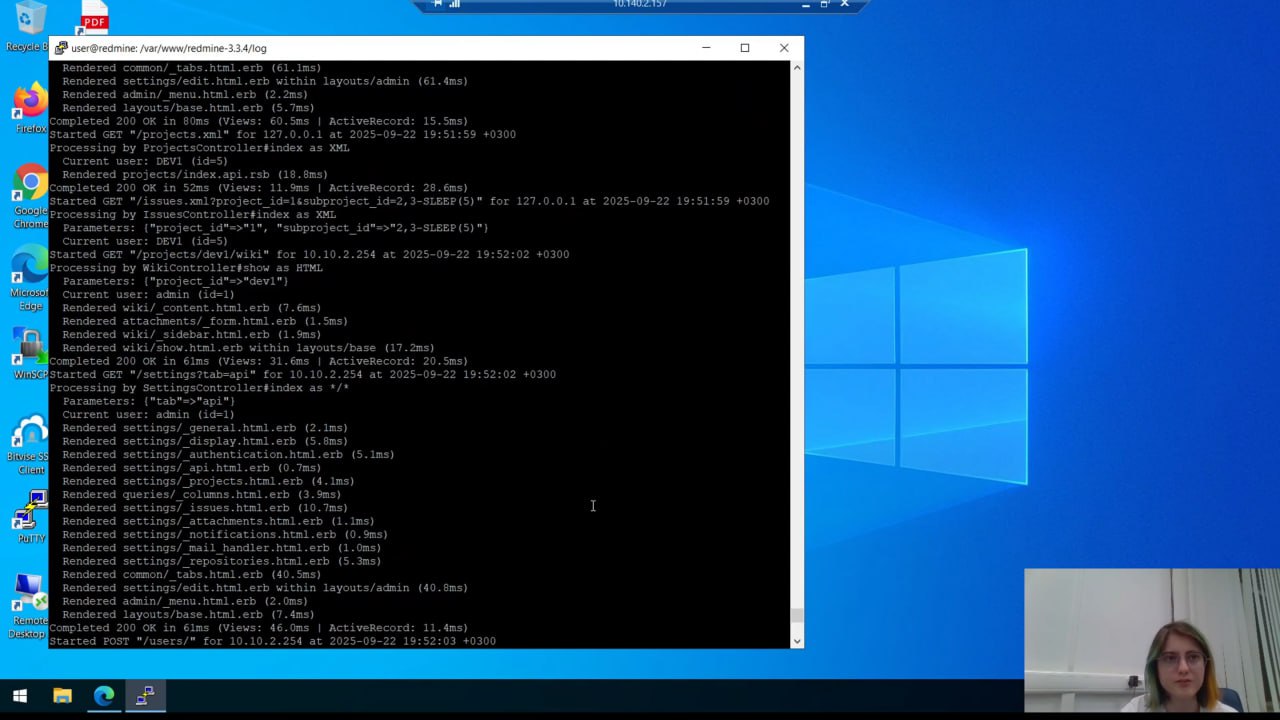 10.140.2.157
Recycle B
PDF
Firefox
Google
Chrome
Microso
Edge
WinSCP
Bitvise SS
Client
PuTTY
Remote
Desktop
user@redmine: /var/www/redmine-3.3.4/log
Rendered common/_tabs.html.erb (61.1ms)
Rendered settings/edit.html.erb within layouts/admin (61.4ms)
Rendered admin/_menu.html.erb (2.2ms)
Rendered layouts/base.html.erb (5.7ms)
Completed 200 OK in 80ms (Views: 60.5ms | ActiveRecord: 15.5ms)
Started GET "/projects.xml" for 127.0.0.1 at 2025-09-22 19:51:59 +0300
Processing by ProjectsController#index as XML
Current user: DEV1 (id=5)
Rendered projects/index.api.rsb (18.8ms)
Completed 200 OK in 52ms (Views: 11.9ms | ActiveRecord: 28.6ms)
Started GET "/issues.xml?project_id=1&subproject_id=2,3-SLEEP(5)" for 127.0.0.1 at 2025-09-22 19:51:59 +0300
Processing by IssuesController#index as XML
Parameters: {"project_id"=>"1", "subproject_id"=>"2,3-SLEEP(5)"}
Current user: DEV1 (id=5)
Started GET "/projects/dev1/wiki" for 10.10.2.254 at 2025-09-22 19:52:02 +0300
Processing by WikiController#show as HTML
Parameters: {"project_id"=>"dev1"}
Current user: admin (id=1)
Rendered wiki/_content.html.erb (7.6ms)
Rendered attachments/_form.html.erb (1.5ms)
Rendered wiki/_sidebar.html.erb (1.9ms)
Rendered wiki/show.html.erb within layouts/base (17.2ms)
Completed 200 OK in 61ms (Views: 31.6ms | ActiveRecord: 20.5ms)
Started GET "/settings?tab=api" for 10.10.2.254 at 2025-09-22 19:52:02 +0300
Processing by SettingsController#index as */*
Parameters: {"tab"=>"api"}
Current user: admin (id=1)
Rendered settings/_general.html.erb (2.1ms)
Rendered settings/_display.html.erb (5.8ms)
Rendered settings/_authentication.html.erb (5.1ms)
Rendered settings/_api.html.erb (0.7ms)
Rendered settings/_projects.html.erb (4.1ms)
Rendered queries/_columns.html.erb (3.9ms)
Rendered settings/_issues.html.erb (10.7ms)
Rendered settings/_attachments.html.erb (1.1ms)
Rendered settings/_notifications.html.erb (0.9ms)
Rendered settings/_mail_handler.html.erb (1.0ms)
Rendered settings/_repositories.html.erb (5.3ms)
Rendered common/_tabs.html.erb (40.5ms)
Rendered settings/edit.html.erb within layouts/admin (40.8ms)
Rendered admin/_menu.html.erb (2.0ms)
Rendered layouts/base.html.erb (7.4ms)
Completed 200 OK in 61ms (Views: 46.0ms | ActiveRecord: 11.4ms)
Started POST "/users/" for 10.10.2.254 at 2025-09-22 19:52:03 +0300